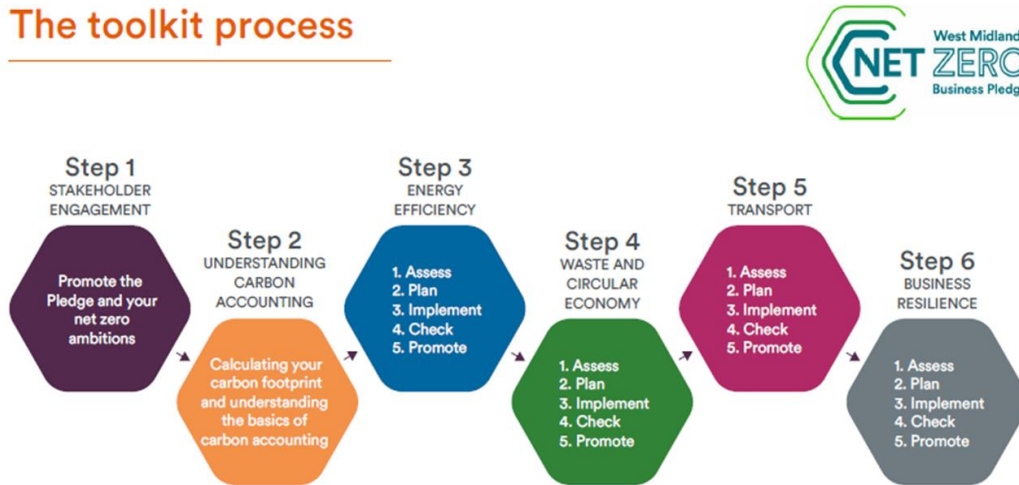 The toolkit process
West Midland
NET ZERO
Business Pledg
Step 1
STAKEHOLDER
ENGAGEMENT
Promote the
Pledge and your
net zero
ambitions
Step 2
UNDERSTANDING
CARBON
ACCOUNTING
Calculating your
carbon footprint
and understanding
the basics of
carbon accounting
Step 3
ENERGY
EFFICIENCY
1. Assess
2. Plan
3. Implement
4. Check
5. Promote
Step 4
WASTE AND
CIRCULAR
ECONOMY
1. Assess
2. Plan
3. Implement
4. Check
5. Promote
Step 5
TRANSPORT
1. Assess
2. Plan
3. Implement
4. Check
5. Promote
Step 6
BUSINESS
RESILIENCE
1. Assess
2. Plan
3. Implement
4. Check
5. Promote